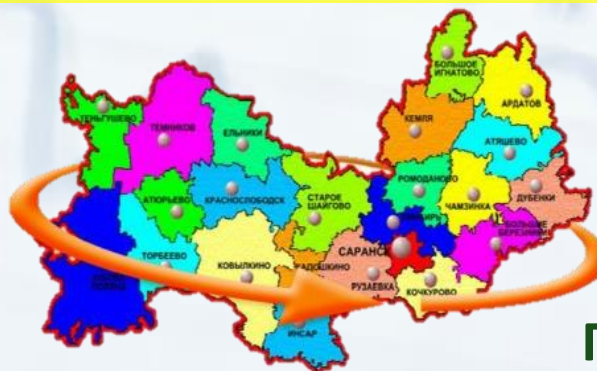 БОЛЬШОЕ
ИГНАТОВО
АРДАТОВ
ТЕНЬГУШЕВО
ТЕМНИКОВ
КЕМЛЯ
ЕЛЬНИКИ
АТЯШЕВО
РОМОДАНОВО
АТЮРЬЕВО
КРАСНОСЛОБОДСК
СТАРОЕ
ШАЙГОВО
ЧАМЗИНКА
ДУБЕНКИ
БОЛЬШИЕ
САРАНСК
ТОРБЕЕВО
КОВЫЛКИНО
РУЗАЕВКА
КОЧКУРОВО
ИНСАР